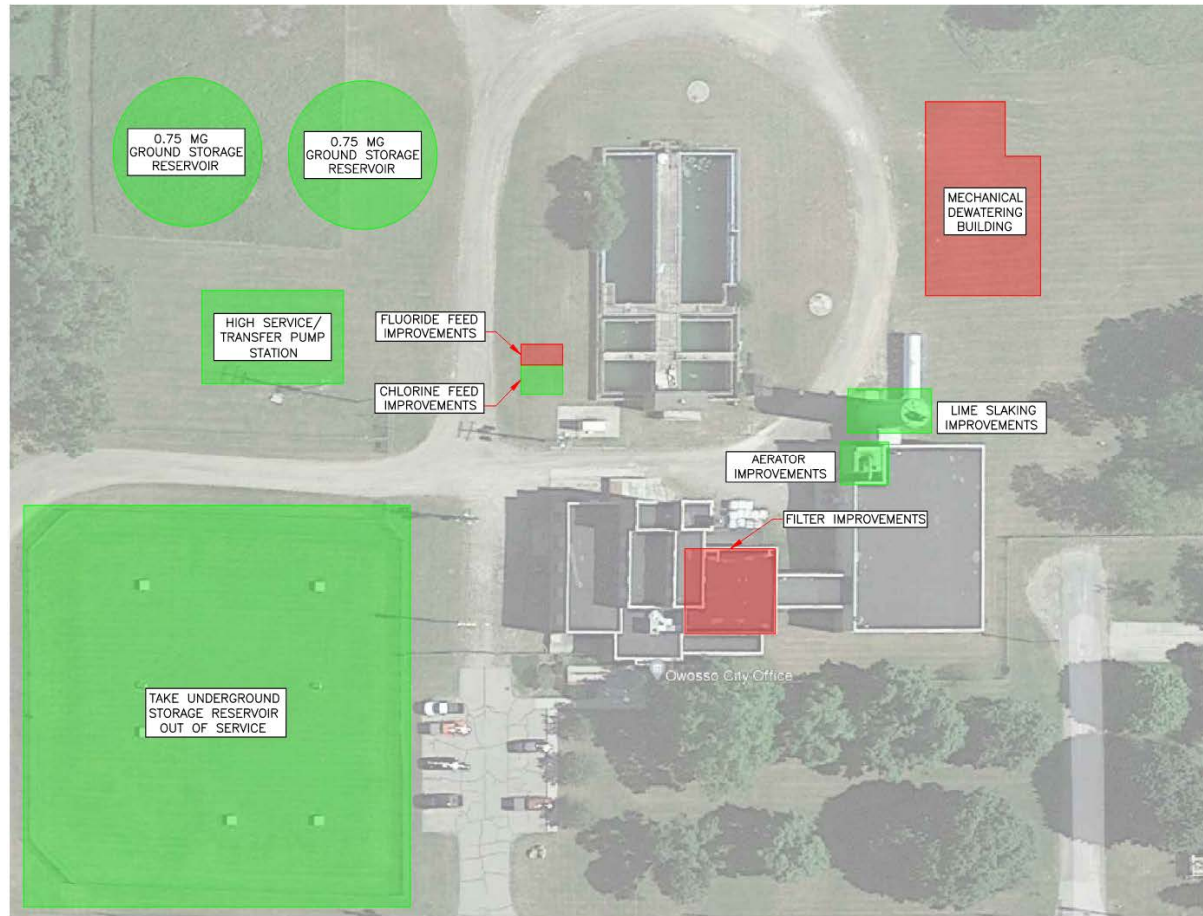 0.75 MG
GROUND STORAGE
RESERVOIR
0.75 MG
GROUND STORAGE
RESERVOIR
MECHANICAL
DEWATERING
BUILDING
HIGH SERVICE/
TRANSFER PUMP
STATION
FLUORIDE FEED
IMPROVEMENTS
CHLORINE FEED
IMPROVEMENTS
LIME SLAKING
IMPROVEMENTS
AERATOR
IMPROVEMENTS
FILTER IMPROVEMENTS
Owosso City Office
TAKE UNDERGROUND
STORAGE RESERVOIR
OUT OF SERVICE